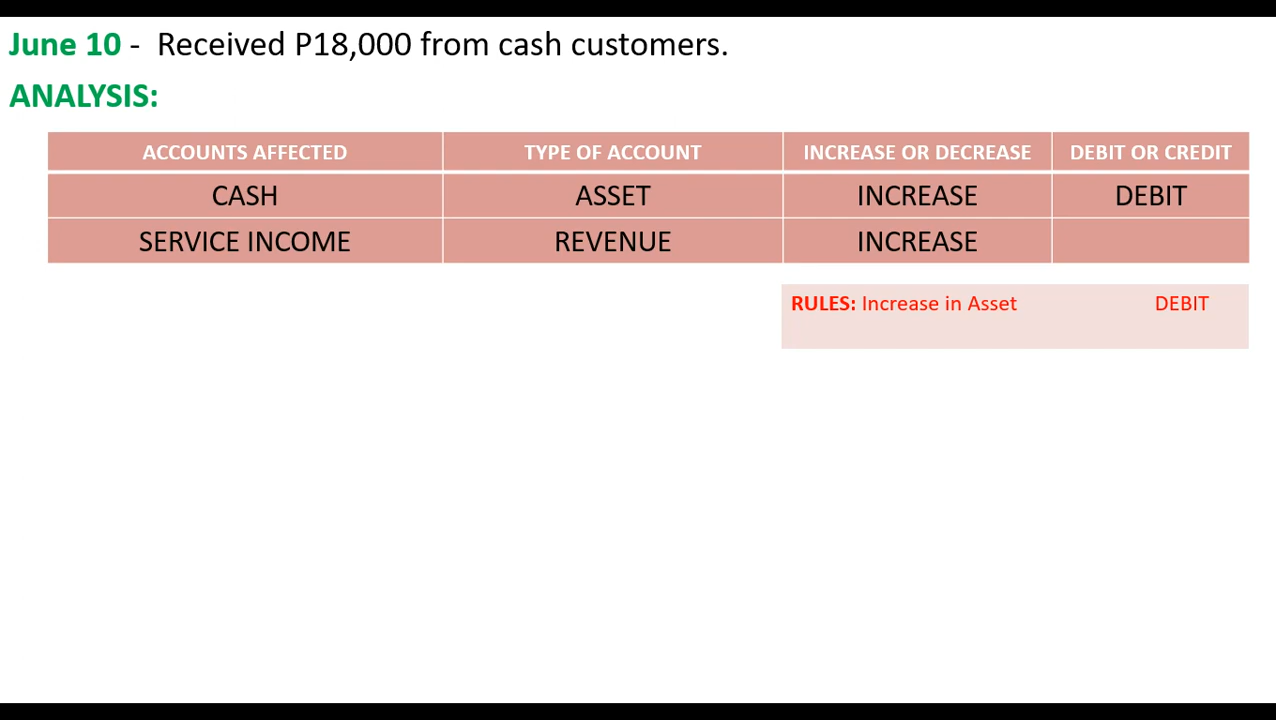 June 10 - Received P18,000 from cash customers.
ANALYSIS:
ACCOUNTS AFFECTED TYPE OF ACCOUNT INCREASE OR DECREASE DEBIT OR CREDIT
CASH ASSET INCREASE DEBIT
SERVICE INCOME REVENUE INCREASE
RULES: Increase in Asset DEBIT